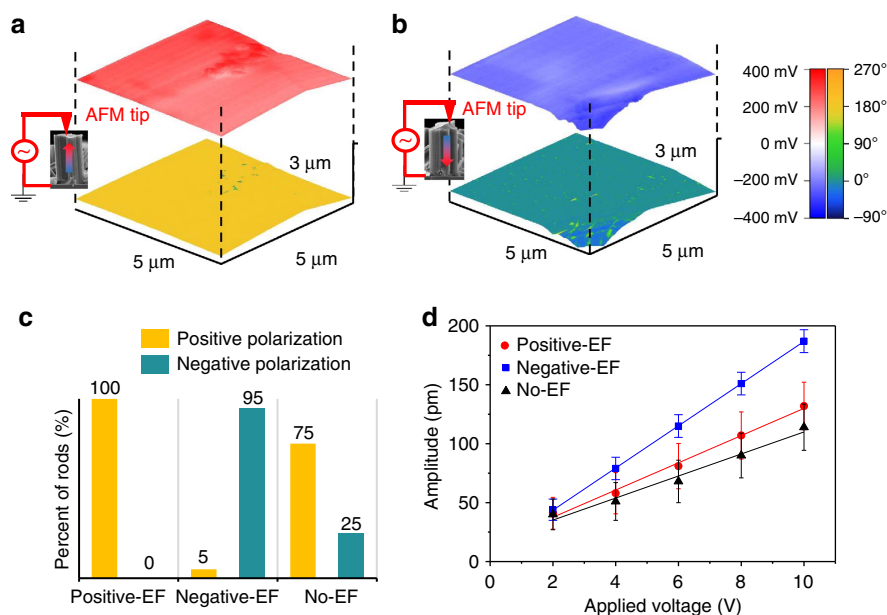 a
AFM tip
~
3 μm
5 μm
5 μm
b
AFM tip
~
3 μm
5 μm
5 μm
400 mV
270°
200 mV
180°
0 mV
90°
–200 mV
0°
–400 mV
–90°
c
Positive polarization
Negative polarization
Percent of rods (%)
100
0
5
95
75
25
Positive-EF
Negative-EF
No-EF
d
Positive-EF
Negative-EF
No-EF
Amplitude (pm)
200
150
100
50
0
0
2
4
6
8
10
Applied voltage (V)